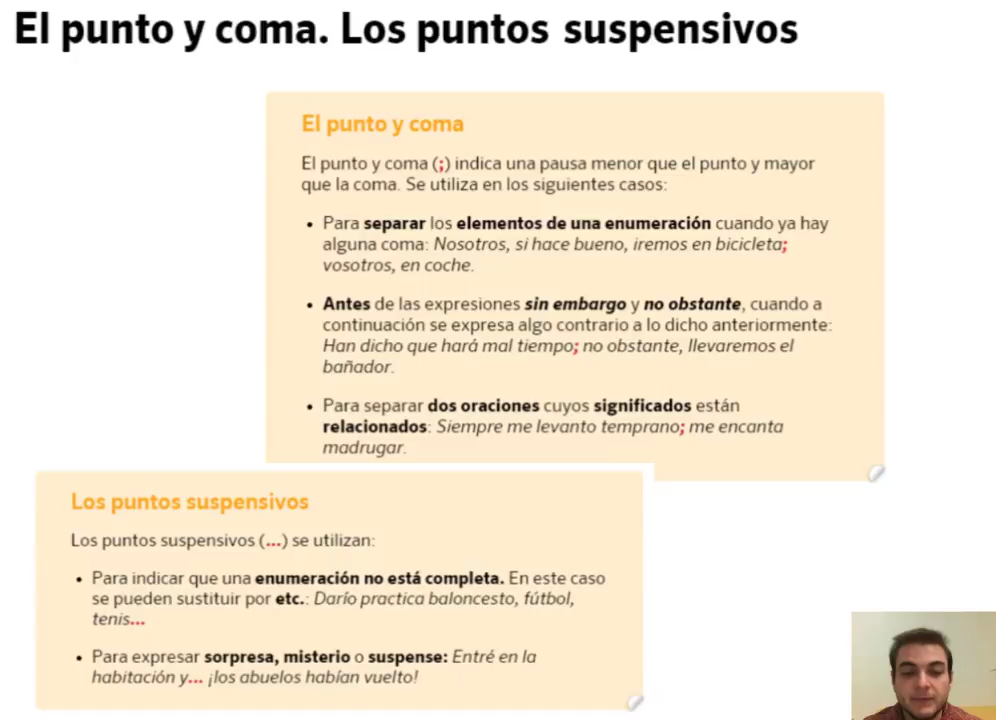 El punto y coma. Los puntos suspensivos
El punto y coma
El punto y coma (;) indica una pausa menor que el punto y mayor
que la coma. Se utiliza en los siguientes casos:
• Para separar los elementos de una enumeración cuando ya hay
alguna coma: Nosotros, si hace bueno, iremos en bicicleta;
vosotros, en coche.
• Antes de las expresiones sin embargo y no obstante, cuando a
continuación se expresa algo contrario a lo dicho anteriormente:
Han dicho que hará mal tiempo; no obstante, llevaremos el
bañador.
• Para separar dos oraciones cuyos significados están
relacionados: Siempre me levanto temprano; me encanta
madrugar.
Los puntos suspensivos
Los puntos suspensivos (...) se utilizan:
• Para indicar que una enumeración no está completa. En este caso
se pueden sustituir por etc.: Darío practica baloncesto, fútbol,
tenis...
• Para expresar sorpresa, misterio o suspense: Entré en la
habitación y... ¡los abuelos habían vuelto!